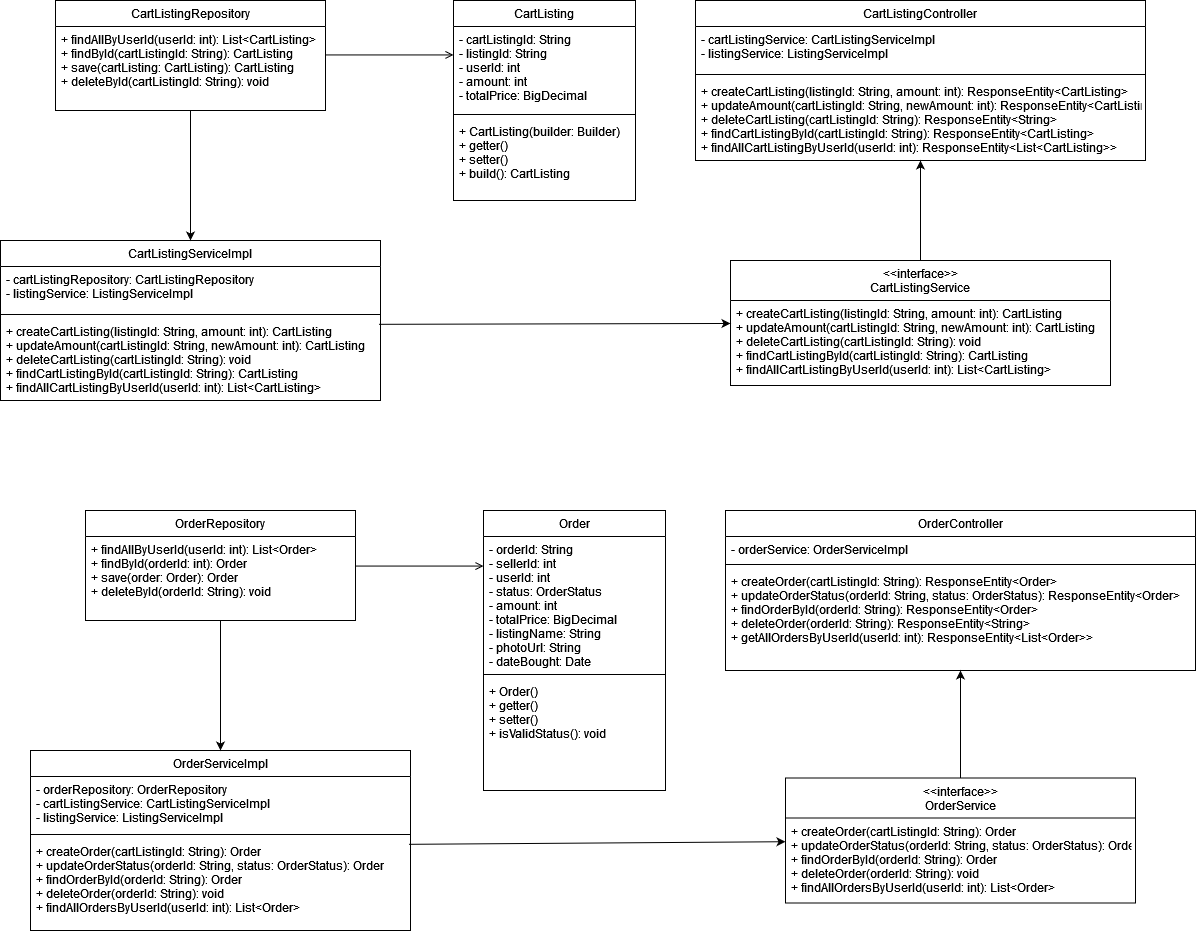 CartListingRepository
+ findAllByUserId(userId: int): List<CartListing>
+ findById(cartListingId: String): CartListing
+ save(cartListing: CartListing): CartListing
+ deleteById(cartListingId: String): void
CartListing
- cartListingId: String
- listingId: String
- userId: int
- amount: int
- totalPrice: BigDecimal
+ CartListing(builder: Builder)
+ getter()
+ setter()
+ build(): CartListing
CartListingController
- cartListingService: CartListingServiceImpl
- listingService: ListingServiceImpl
+ createCartListing(listingId: String, amount: int): ResponseEntity<CartListing>
+ updateAmount(cartListingId: String, newAmount: int): ResponseEntity<CartListi
+ deleteCartListing(cartListingId: String): ResponseEntity<String>
+ findCartListingById(cartListingId: String): ResponseEntity<CartListing>
+ findAllCartListingByUserId(userId: int): ResponseEntity<List<CartListing>>
CartListingServiceImpl
- cartListingRepository: CartListingRepository
- listingService: ListingServiceImpl
+ createCartListing(listingId: String, amount: int): CartListing
+ updateAmount(cartListingId: String, newAmount: int): CartListing
+ deleteCartListing(cartListingId: String): void
+ findCartListingById(cartListingId: String): CartListing
+ findAllCartListingByUserId(userId: int): List<CartListing>
<<interface>>
CartListingService
+ createCartListing(listingId: String, amount: int): CartListing
+ updateAmount(cartListingId: String, newAmount: int): CartListing
+ deleteCartListing(cartListingId: String): void
+ findCartListingById(cartListingId: String): CartListing
+ findAllCartListingByUserId(userId: int): List<CartListing>
OrderRepository
+ findAllByUserId(userId: int): List<Order>
+ findById(orderId: int): Order
+ save(order: Order): Order
+ deleteById(orderId: String): void
Order
- orderId: String
- sellerId: int
- userId: int
- status: OrderStatus
- amount: int
- totalPrice: BigDecimal
- listingName: String
- photoUrl: String
- dateBought: Date
+ Order()
+ getter()
+ setter()
+ isValidStatus(): void
OrderController
- orderService: OrderServiceImpl
+ createOrder(cartListingId: String): ResponseEntity<Order>
+ updateOrderStatus(orderId: String, status: OrderStatus): ResponseEntity<Order>
+ findOrderById(orderId: String): ResponseEntity<Order>
+ deleteOrder(orderId: String): ResponseEntity<String>
+ getAllOrdersByUserId(userId: int): ResponseEntity<List<Order>>
OrderServiceImpl
- orderRepository: OrderRepository
- cartListingService: CartListingServiceImpl
- listingService: ListingServiceImpl
+ createOrder(cartListingId: String): Order
+ updateOrderStatus(orderId: String, status: OrderStatus): Order
+ findOrderById(orderId: String): Order
+ deleteOrder(orderId: String): void
+ findAllOrdersByUserId(userId: int): List<Order>
<<interface>>
OrderService
+ createOrder(cartListingId: String): Order
+ updateOrderStatus(orderId: String, status: OrderStatus): Orde
+ findOrderById(orderId: String): Order
+ deleteOrder(orderId: String): void
+ findAllOrdersByUserId(userId: int): List<Order>